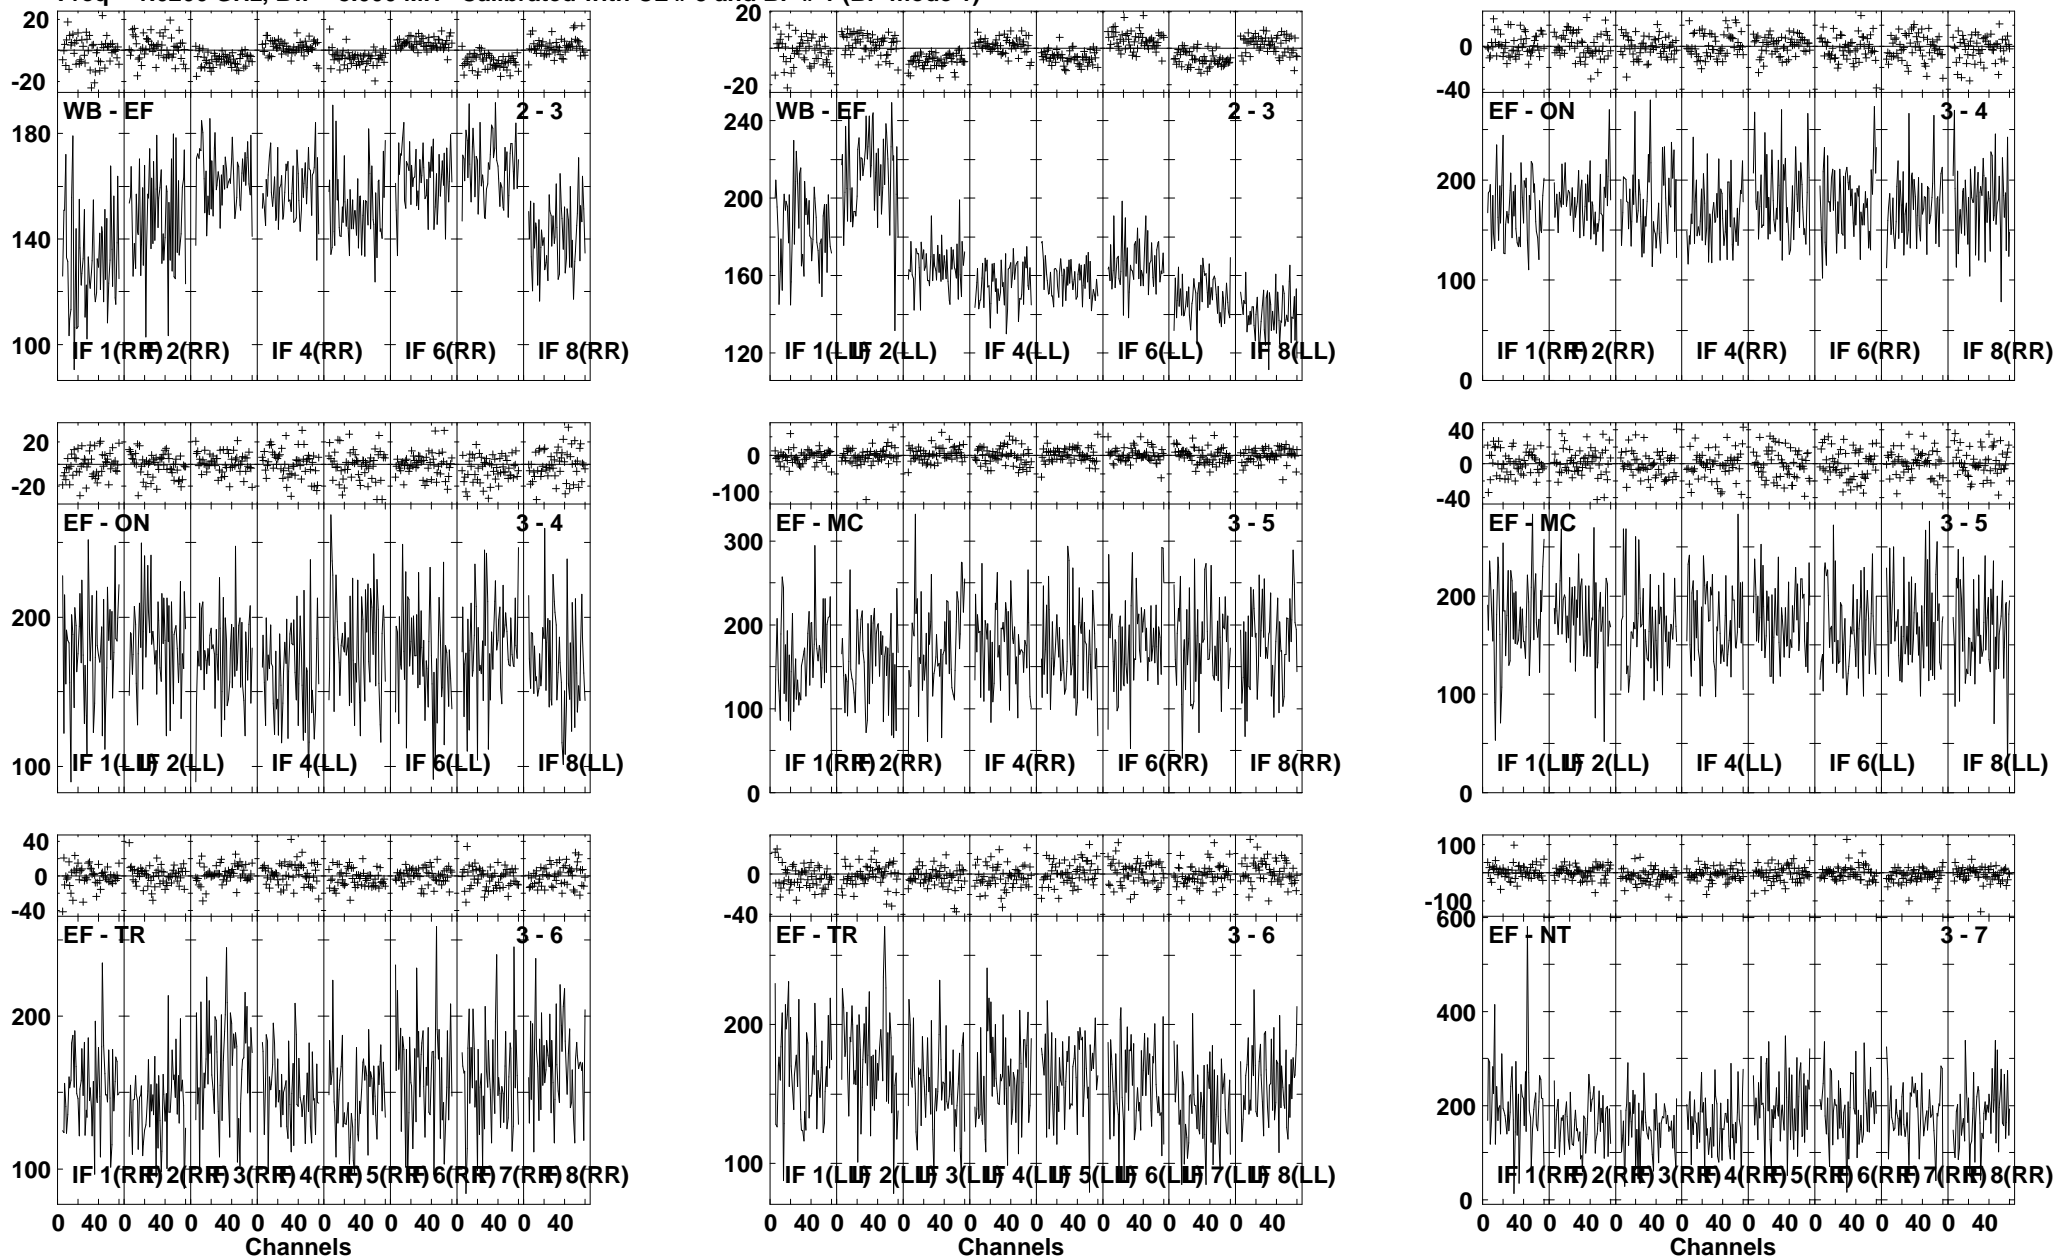 20
-20
WB - EF 2 - 3
180
140
100
IF 1(RR) IF 2(RR) IF 4(RR) IF 6(RR) IF 8(RR)
20
0
-20
WB - EF 2 - 3
240
200
160
120
IF 1(LL) IF 2(LL) IF 4(LL) IF 6(LL) IF 8(LL)
0
-40
EF - ON 3 - 4
200
100
0
IF 1(RR) IF 2(RR) IF 4(RR) IF 6(RR) IF 8(RR)
20
0
-20
EF - ON 3 - 4
200
100
IF 1(LL) IF 2(LL) IF 4(LL) IF 6(LL) IF 8(LL)
0
-100
EF - MC 3 - 5
300
200
100
0
IF 1(RR) IF 2(RR) IF 4(RR) IF 6(RR) IF 8(RR)
40
0
-40
EF - MC 3 - 5
200
100
0
IF 1(LL) IF 2(LL) IF 4(LL) IF 6(LL) IF 8(LL)
40
0
-40
EF - TR 3 - 6
200
100
IF 1(RR) IF 2(RR) IF 3(RR) IF 4(RR) IF 5(RR) IF 6(RR) IF 7(RR) IF 8(RR)
0 40 0 40 0 40 0 40 0 40 0 40 0 40 0 40
Channels
0
-40
EF - TR 3 - 6
200
100
IF 1(LL) IF 2(LL) IF 3(LL) IF 4(LL) IF 5(LL) IF 6(LL) IF 7(LL) IF 8(LL)
0 40 0 40 0 40 0 40 0 40 0 40 0 40 0 40
Channels
100
-100
EF - NT 3 - 7
600
400
200
0
IF 1(RR) IF 2(RR) IF 3(RR) IF 4(RR) IF 5(RR) IF 6(RR) IF 7(RR) IF 8(RR)
0 40 0 40 0 40 0 40 0 40 0 40 0 40 0 40
Channels